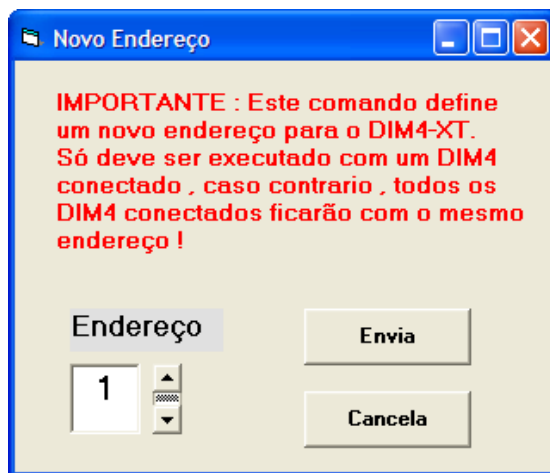 Novo Endereço
IMPORTANTE : Este comando define
um novo endereço para o DIM4-XT.
Só deve ser executado com um DIM4
conectado , caso contrario , todos os
DIM4 conectados ficarão com o mesmo
endereço !
Endereço
Envia
1
Cancela